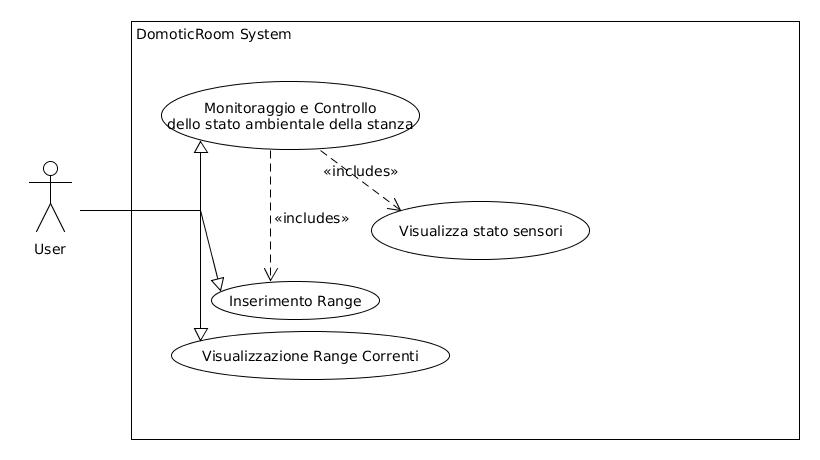 DomoticRoom System
Monitoraggio e Controllo
dello stato ambientale della stanza
«includes»
«includes»
Visualizza stato sensori
User
Inserimento Range
Visualizzazione Range Correnti